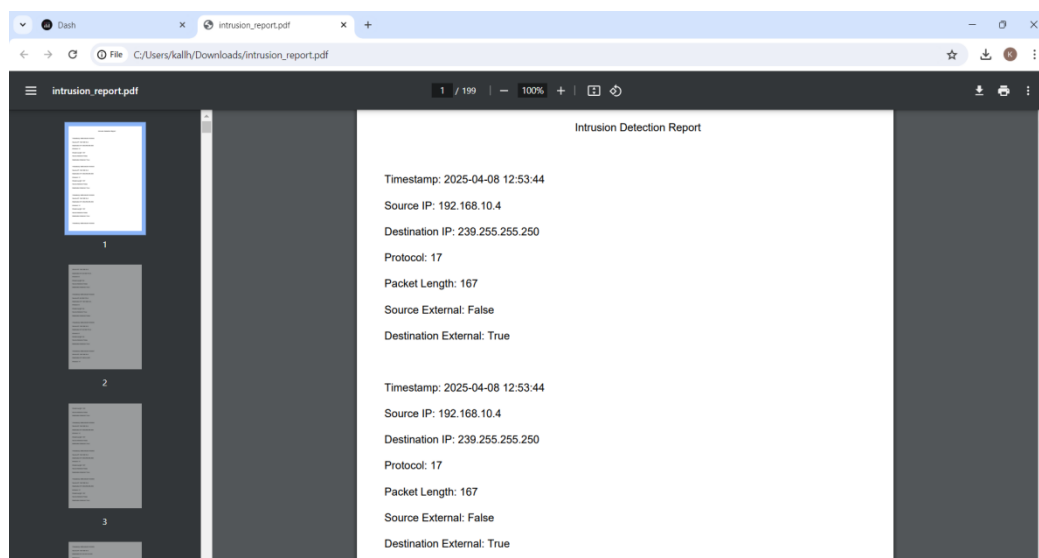 Dash
intrusion_report.pdf
File
C:/Users/kallh/Downloads/intrusion_report.pdf
K
intrusion_report.pdf
1 / 199
100%
1
2
3
Intrusion Detection Report
Timestamp: 2025-04-08 12:53:44
Source IP: 192.168.10.4
Destination IP: 239.255.255.250
Protocol: 17
Packet Length: 167
Source External: False
Destination External: True
Timestamp: 2025-04-08 12:53:44
Source IP: 192.168.10.4
Destination IP: 239.255.255.250
Protocol: 17
Packet Length: 167
Source External: False
Destination External: True